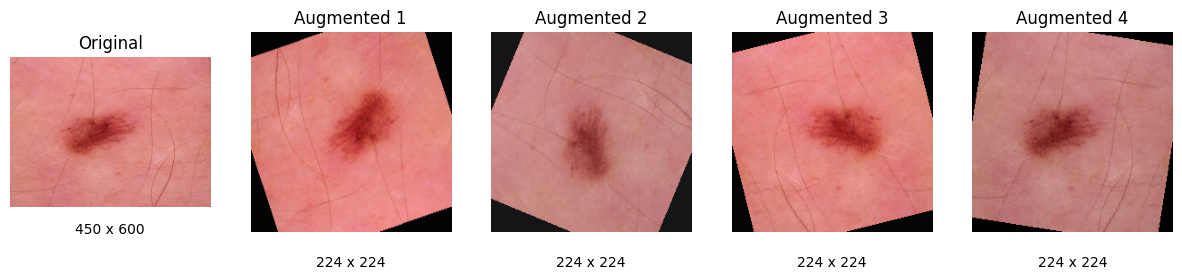 Original
450 x 600
Augmented 1
224 x 224
Augmented 2
224 x 224
Augmented 3
224 x 224
Augmented 4
224 x 224